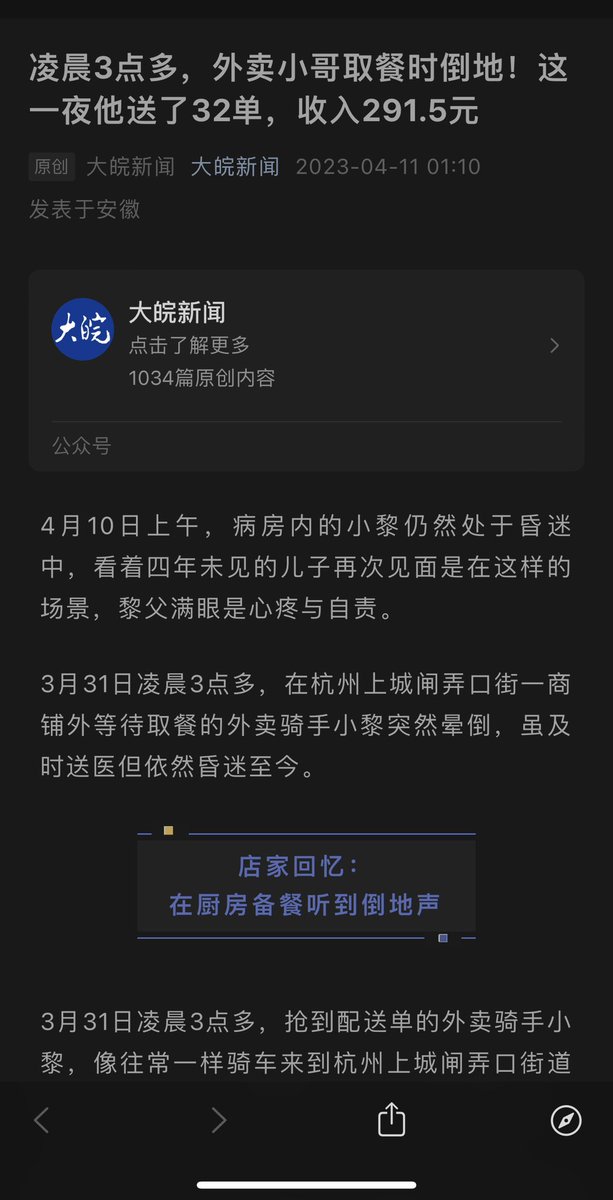 凌晨3点多，外卖小哥取餐时倒地！这
一夜他送了32单，收入291.5元
原创 大皖新闻 大皖新闻 2023-04-11 01:10
发表于安徽
大皖
大皖新闻
点击了解更多
1034篇原创内容
公众号
4月10日上午，病房内的小黎仍然处于昏迷
中，看着四年未见的儿子再次见面是在这样的
场景，黎父满眼是心疼与自责。
3月31日凌晨3点多，在杭州上城闸弄口街一商
铺外等待取餐的外卖骑手小黎突然晕倒，虽及
时送医但依然昏迷至今。
店家回忆：
在厨房备餐听到倒地声
3月31日凌晨3点多，抢到配送单的外卖骑手小
黎，像往常一样骑车来到杭州上城闸弄口街道